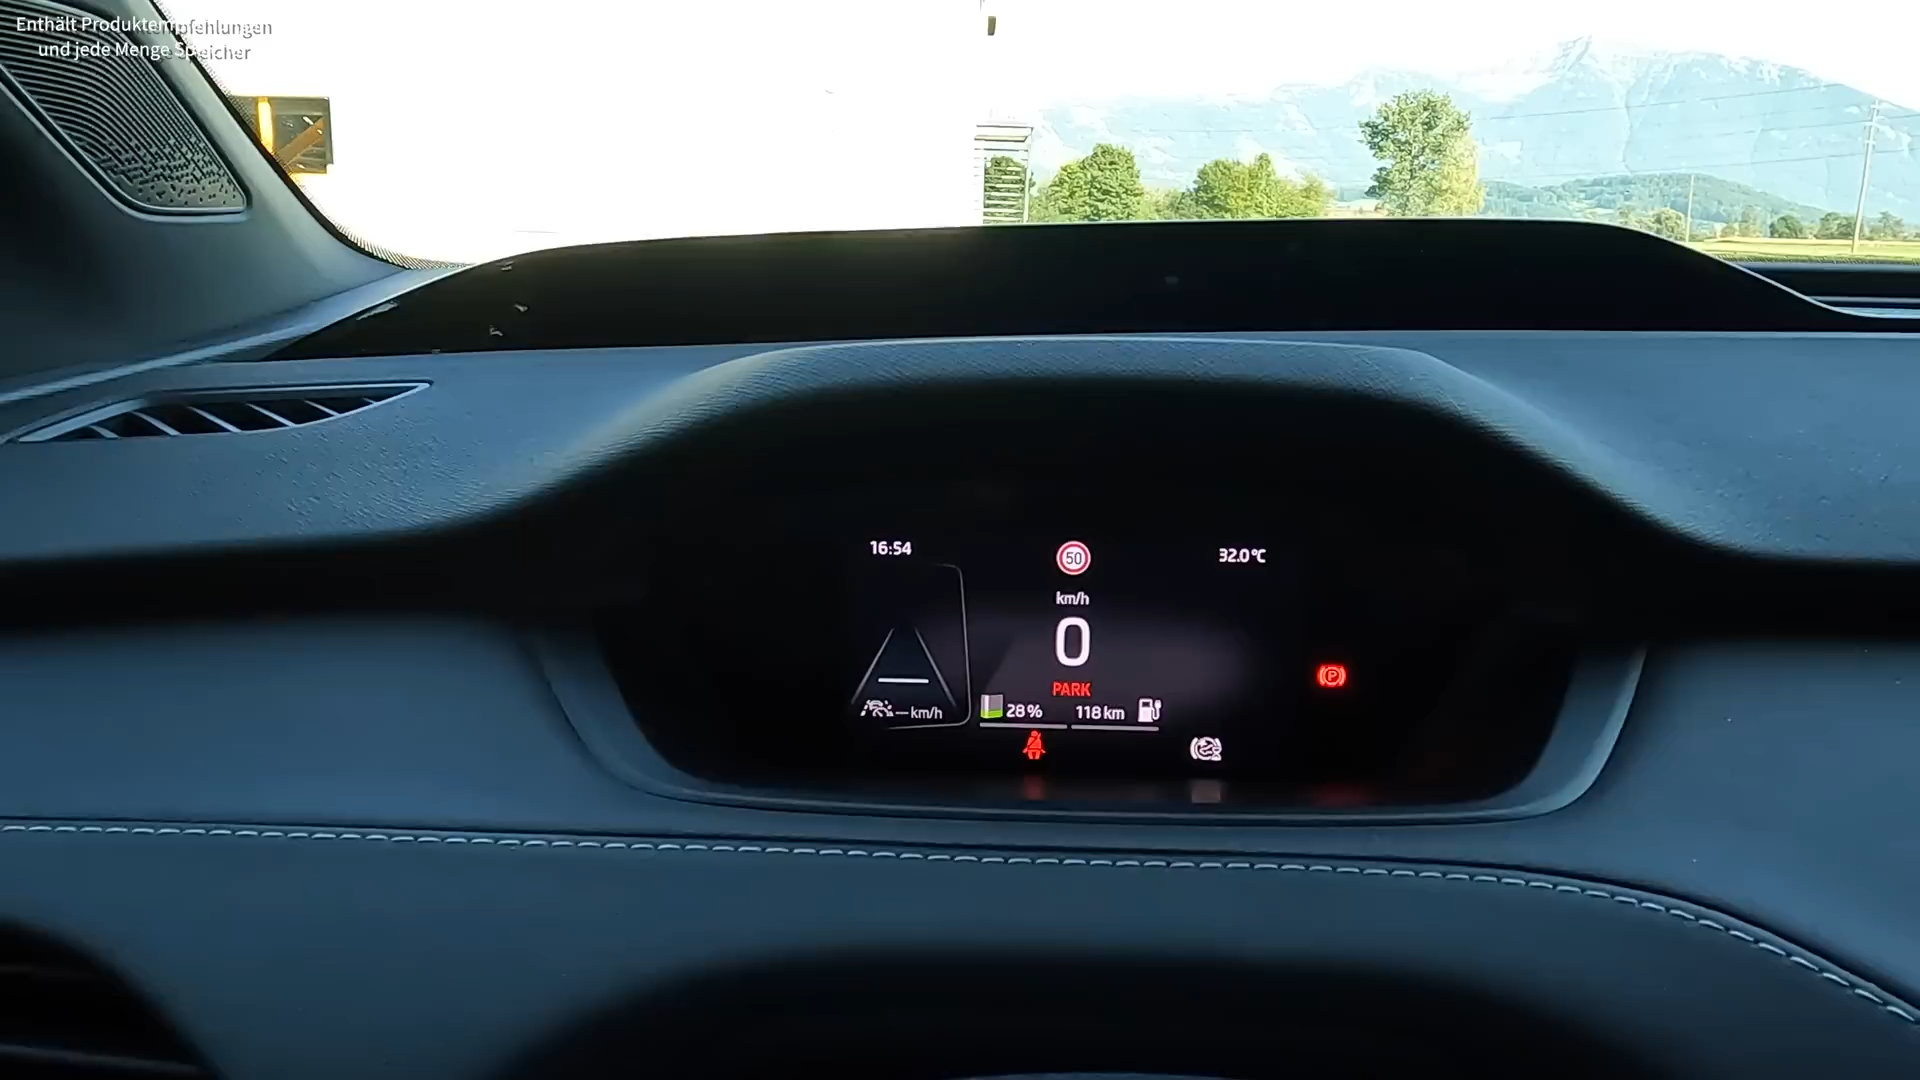 Enthält Produktempfehlungen
und jede Menge Speicher
16:54
50
32.0°C
km/h
0
PARK
— km/h
28%
118 km
P